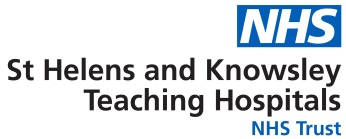 NHS
St Helens and Knowsley
Teaching Hospitals
NHS Trust